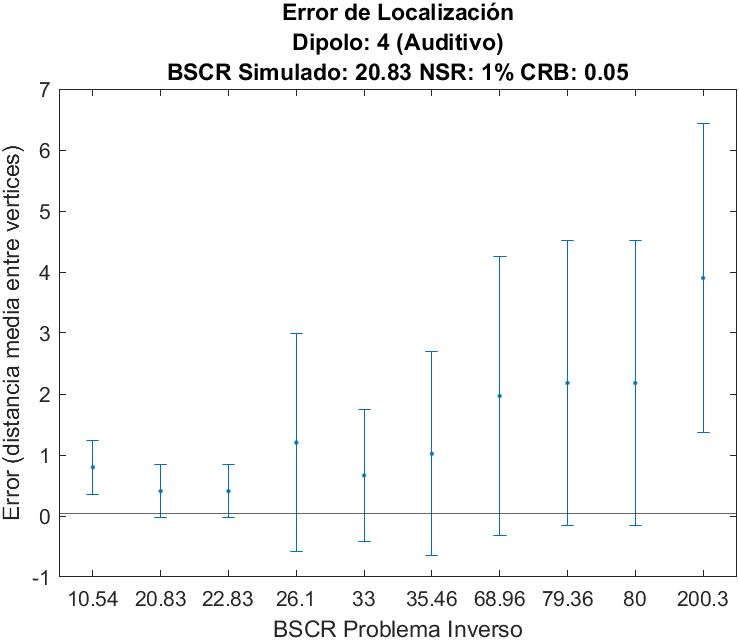 Error de Localización
Dipolo: 4 (Auditivo)
BSCR Simulado: 20.83 NSR: 1% CRB: 0.05
Error (distancia media entre vertices)
7
6
5
4
3
2
1
0
-1
10.54 20.83 22.83 26.1 33 35.46 68.96 79.36 80 200.3
BSCR Problema Inverso